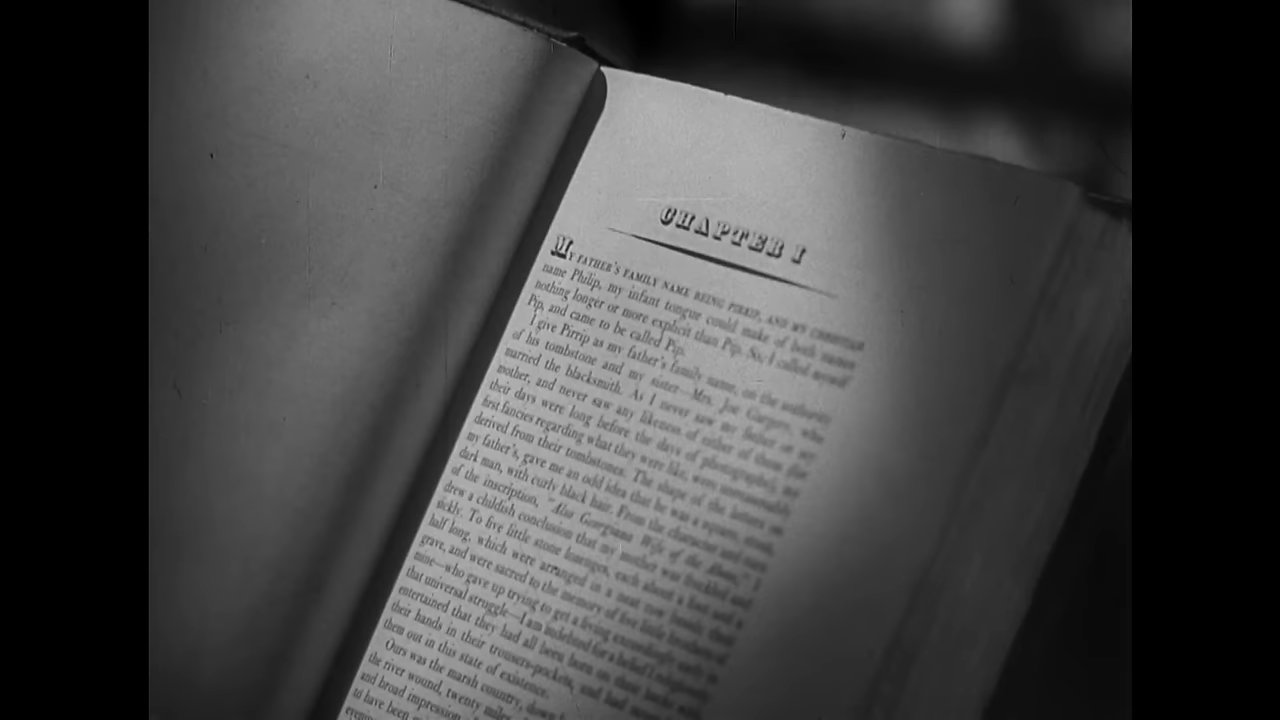 CHAPTER I
MY FATHER'S FAMILY NAME BEING PIRRIP, AND MY CHRISTIAN
name Philip, my infant tongue could make of both names
nothing longer or more explicit than Pip. So, I called myself
Pip, and came to be called Pip.
I give Pirrip as my father's family name, on the authority
of his tombstone and my sister—Mrs. Joe Gargery, who
married the blacksmith. As I never saw my father or my
mother, and never saw any likeness of either of them (for
their days were long before the days of photographs), my
first fancies regarding what they were like, were unreasonably
derived from their tombstones. The shape of the letters on
my father's, gave me an odd idea that he was a square, stout,
dark man, with curly black hair. From the character and turn
of the inscription, "Also Georgiana Wife of the Above," I
drew a childish conclusion that my mother was freckled and
sickly. To five little stone lozenges, each about a foot and a
half long, which were arranged in a neat row beside their
grave, and were sacred to the memory of five little brothers of
mine—who gave up trying to get a living exceedingly early in
that universal struggle—I am indebted for a belief I religiously
entertained that they had all been born on their backs with
their hands in their trousers-pockets, and had never taken
them out in this state of existence.
Ours was the marsh country, down
the river wound, twenty miles
and broad impression
to have been